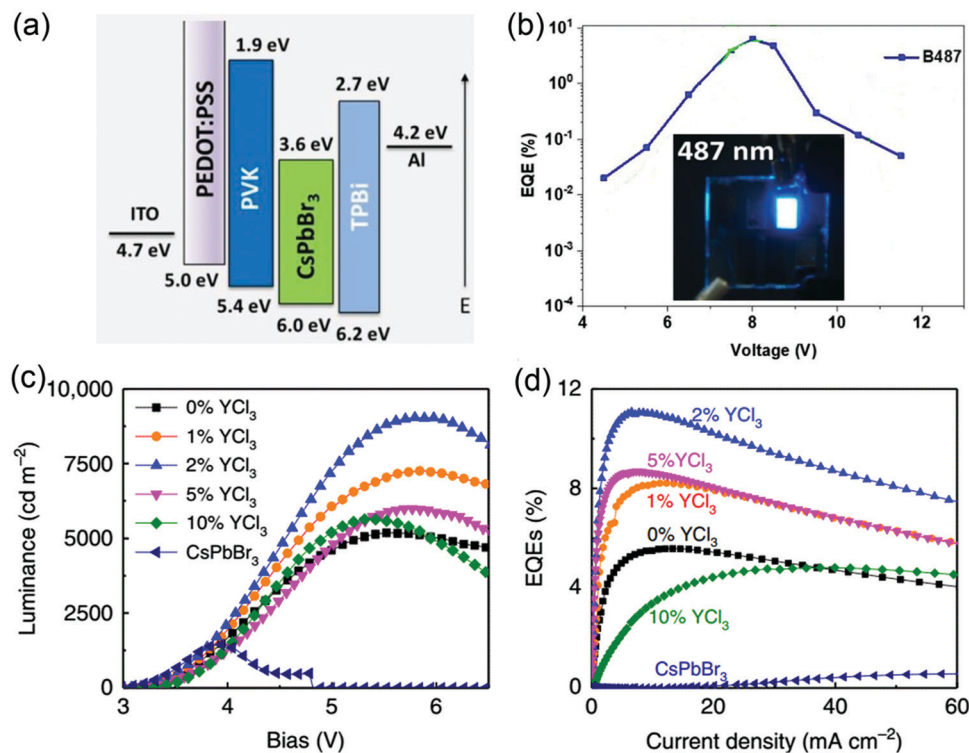 (a)
1.9 eV
2.7 eV
PEDOT:PSS
PVK
3.6 eV
4.2 eV
Al
CsPbBr₃
TPBi
ITO
4.7 eV
5.0 eV
5.4 eV
6.0 eV
6.2 eV
E
(b)
10¹
10⁰
10⁻¹
10⁻²
10⁻³
10⁻⁴
EQE (%)
B487
487 nm
4
6
8
10
12
Voltage (V)
(c)
10,000
7500
5000
2500
0
Luminance (cd m⁻²)
0% YCl₃
1% YCl₃
2% YCl₃
5% YCl₃
10% YCl₃
CsPbBr₃
3
4
5
6
Bias (V)
(d)
12
8
4
0
EQEs (%)
2% YCl₃
5%YCl₃
1% YCl₃
0% YCl₃
10% YCl₃
CsPbBr₃
0
20
40
60
Current density (mA cm⁻²)